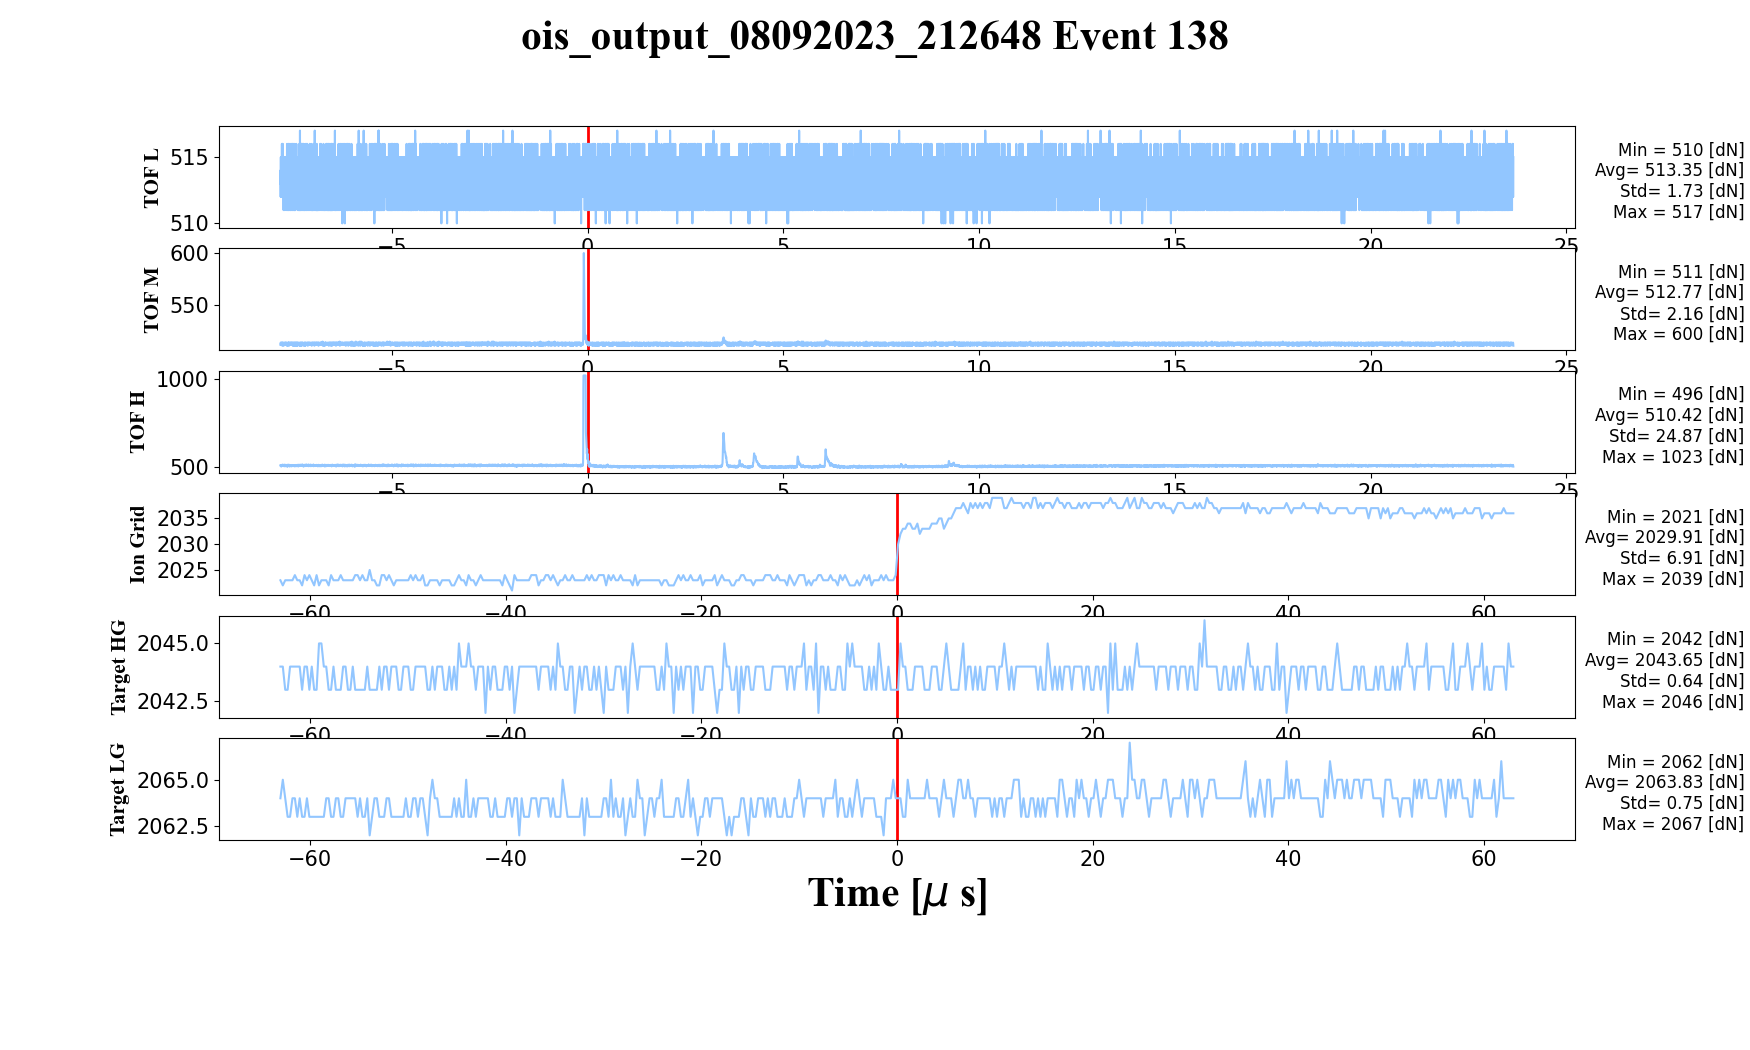 ois_output_08092023_212648 Event 138
TOF L
515
510
−5
0
5
10
15
20
25
Min = 510 [dN]
Avg= 513.35 [dN]
Std= 1.73 [dN]
Max = 517 [dN]
TOF M
600
550
−5
0
5
10
15
20
25
Min = 511 [dN]
Avg= 512.77 [dN]
Std= 2.16 [dN]
Max = 600 [dN]
TOF H
1000
500
−5
0
5
10
15
20
25
Min = 496 [dN]
Avg= 510.42 [dN]
Std= 24.87 [dN]
Max = 1023 [dN]
Ion Grid
2035
2030
2025
−60
−40
−20
0
20
40
60
Min = 2021 [dN]
Avg= 2029.91 [dN]
Std= 6.91 [dN]
Max = 2039 [dN]
Target HG
2045.0
2042.5
−60
−40
−20
0
20
40
60
Min = 2042 [dN]
Avg= 2043.65 [dN]
Std= 0.64 [dN]
Max = 2046 [dN]
Target LG
2065.0
2062.5
−60
−40
−20
0
20
40
60
Min = 2062 [dN]
Avg= 2063.83 [dN]
Std= 0.75 [dN]
Max = 2067 [dN]
Time [μ s]